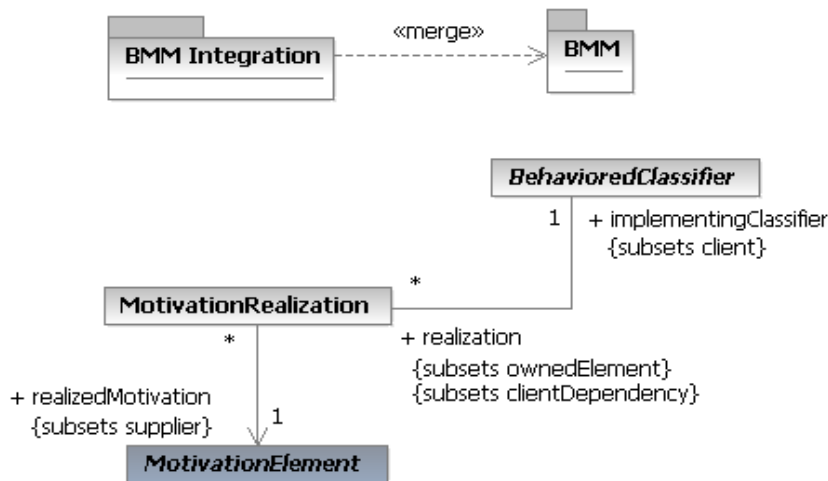 «merge»
BMM Integration
BMM
BehavioredClassifier
1
+ implementingClassifier
{subsets client}
*
MotivationRealization
*
+ realization
{subsets ownedElement}
{subsets clientDependency}
+ realizedMotivation
{subsets supplier}
1
MotivationElement